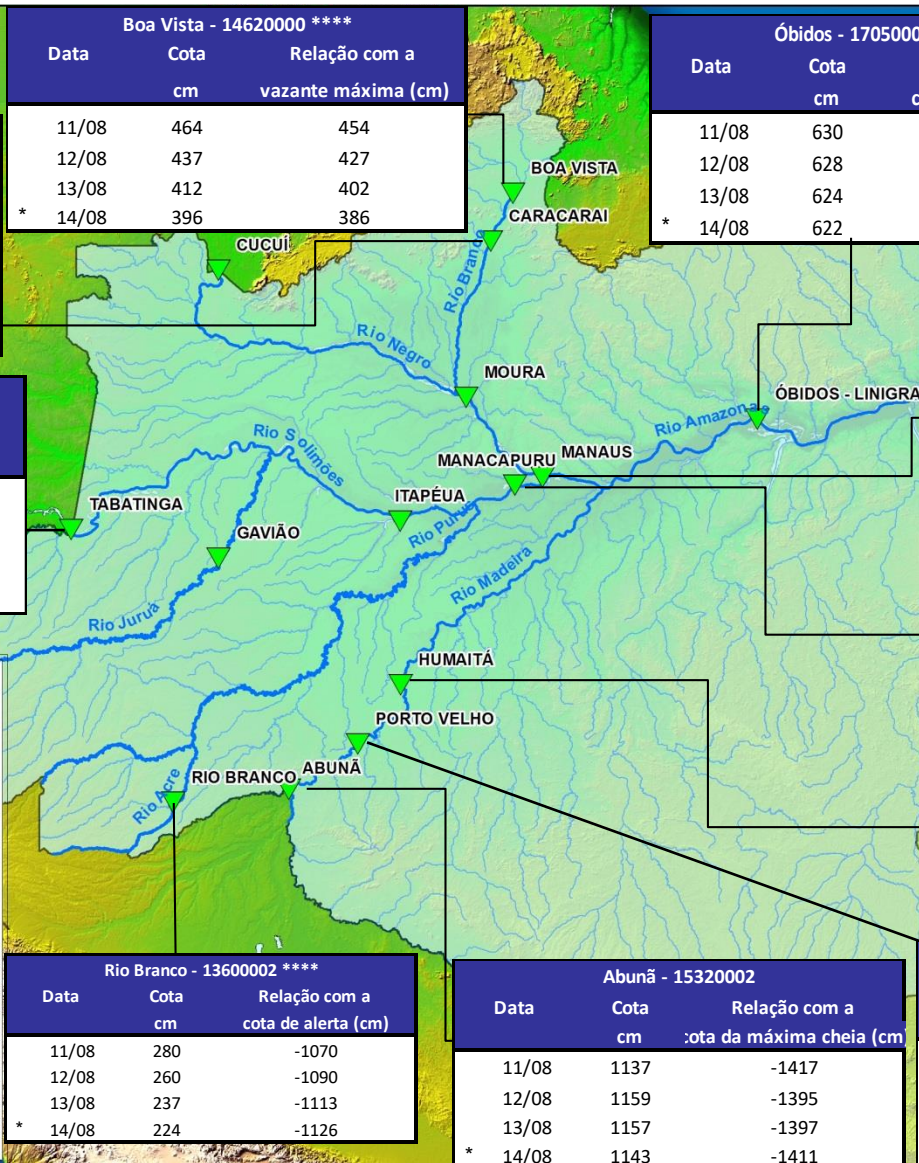 Boa Vista - 14620000 ****
Data Cota Relação com a
cm vazante máxima (cm)
11/08 464 454
12/08 437 427
13/08 412 402
* 14/08 396 386
Óbidos - 1705000
Data Cota
cm c
11/08 630
12/08 628
13/08 624
* 14/08 622
BOA VISTA
CARACARAI
CUCUÍ
Rio Branco
Rio Negro
MOURA
ÓBIDOS - LINIGRA
Rio Amazonas
Rio Solimões
MANACAPURU
MANAUS
ITAPÉUA
TABATINGA
GAVIÃO
Rio Purus
Rio Madeira
Rio Juruá
HUMAITÁ
PORTO VELHO
ABUNÃ
RIO BRANCO
Rio Acre
Rio Branco - 13600002 ****
Data Cota Relação com a
cm cota de alerta (cm)
11/08 280 -1070
12/08 260 -1090
13/08 237 -1113
* 14/08 224 -1126
Abunã - 15320002
Data Cota Relação com a
cm cota da máxima cheia (cm)
11/08 1137 -1417
12/08 1159 -1395
13/08 1157 -1397
* 14/08 1143 -1411